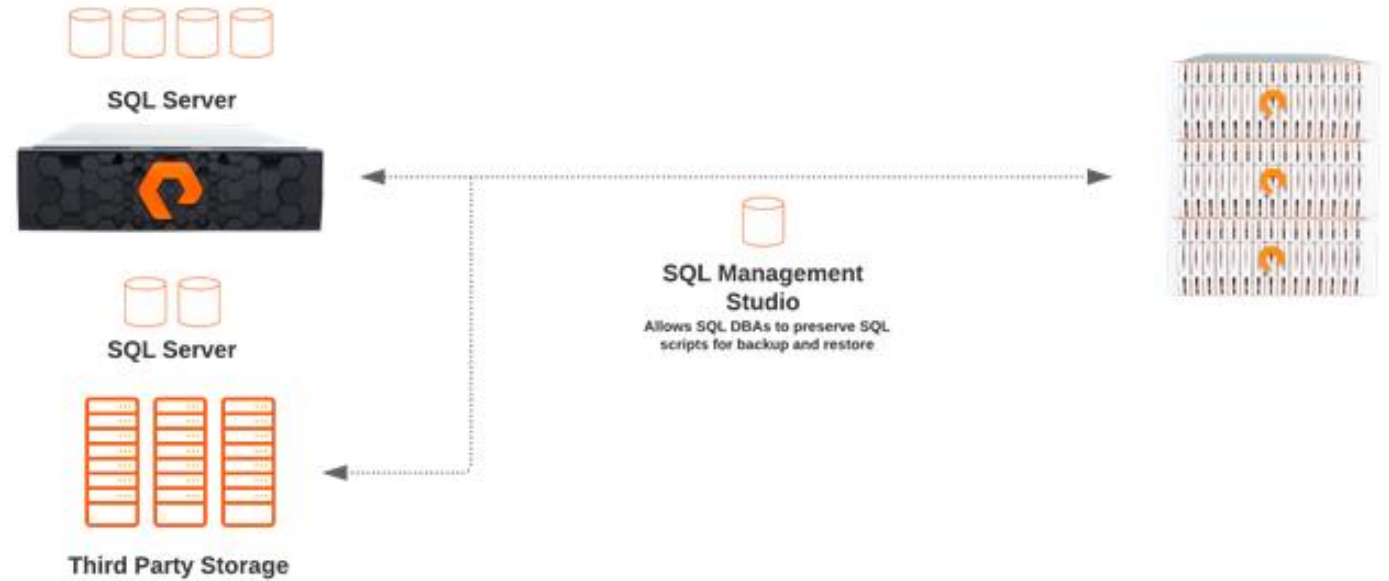 SQL Server
SQL Management
Studio
Allows SQL DBAs to preserve SQL
scripts for backup and restore
SQL Server
Third Party Storage